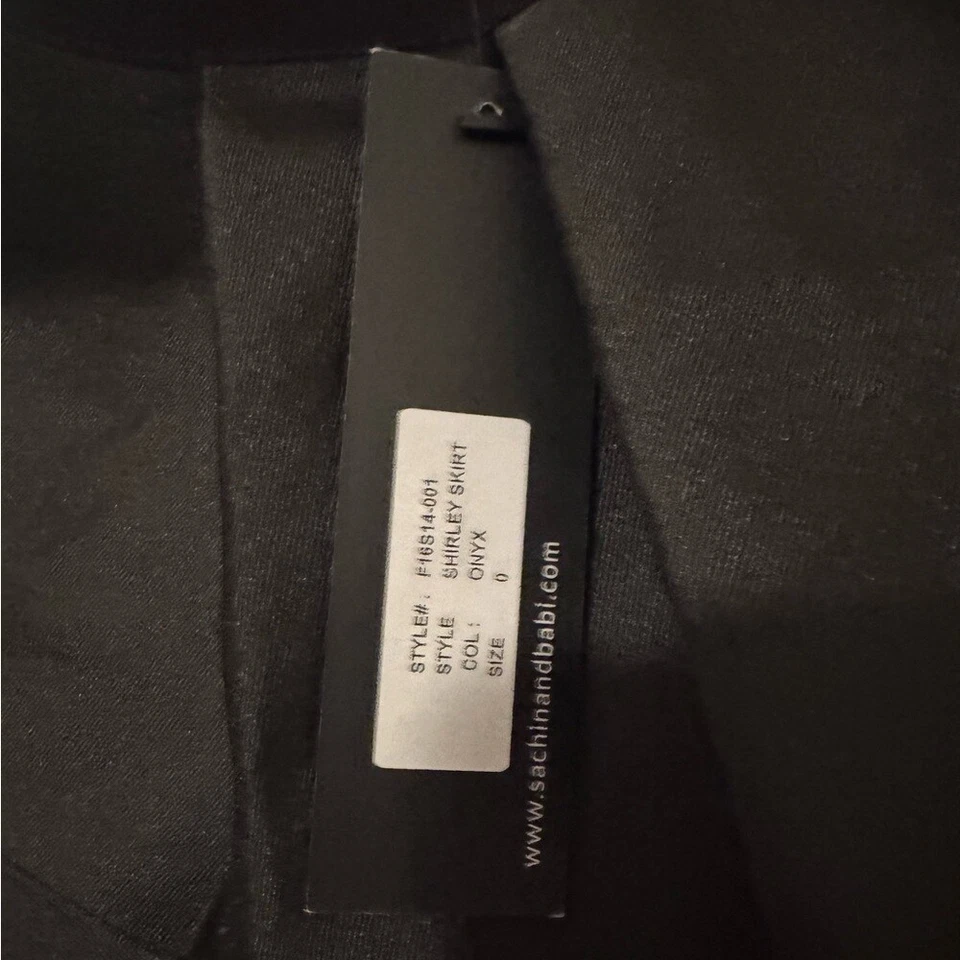 STYLE#: F16S14-001
STYLE SHIRLEY SKIRT
COL: ONYX
SIZE 0
www.sachinandbabi.com